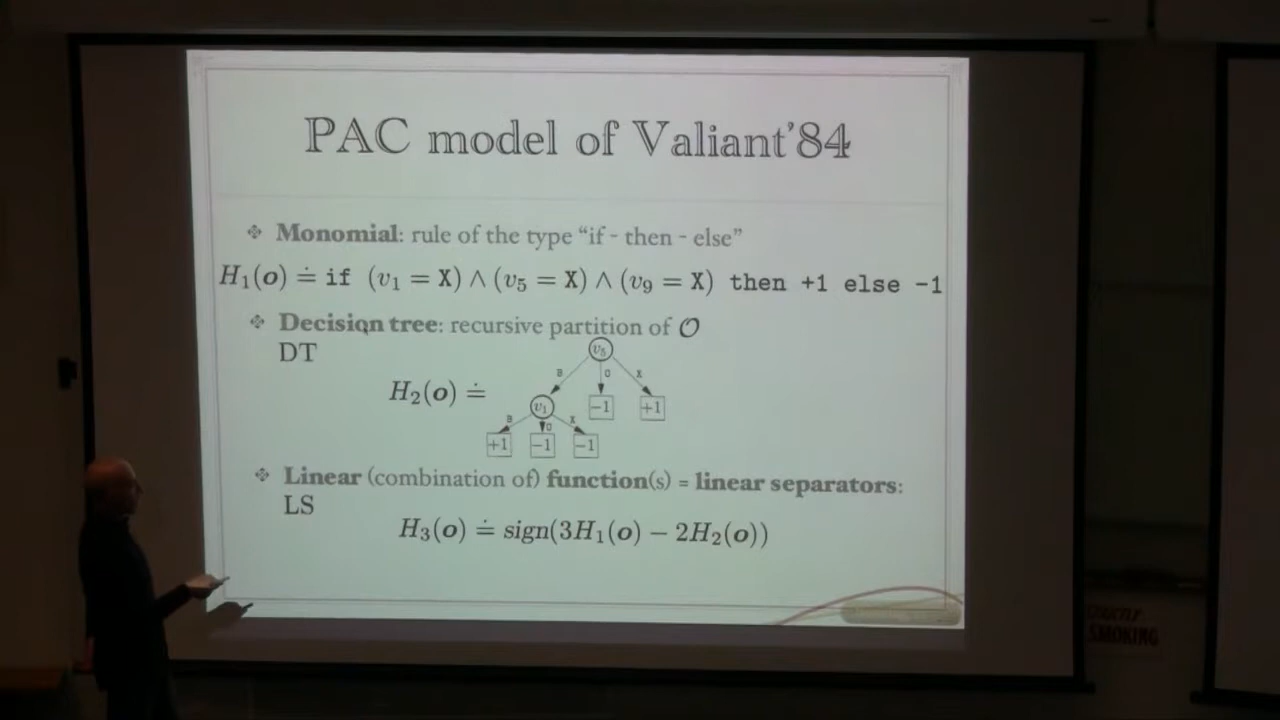 PAC model of Valiant'84
Monomial: rule of the type “if - then - else”
H₁(o) ≐ if (v₁ = X) ∧ (v₅ = X) ∧ (v₉ = X) then +1 else -1
Decision tree: recursive partition of 𝒪
DT
v₅
B O X
H₂(o) ≐
v₁ −1 +1
B O X
+1 −1 −1
Linear (combination of) function(s) = linear separators:
LS
H₃(o) ≐ sign(3H₁(o) − 2H₂(o))
SMOKING